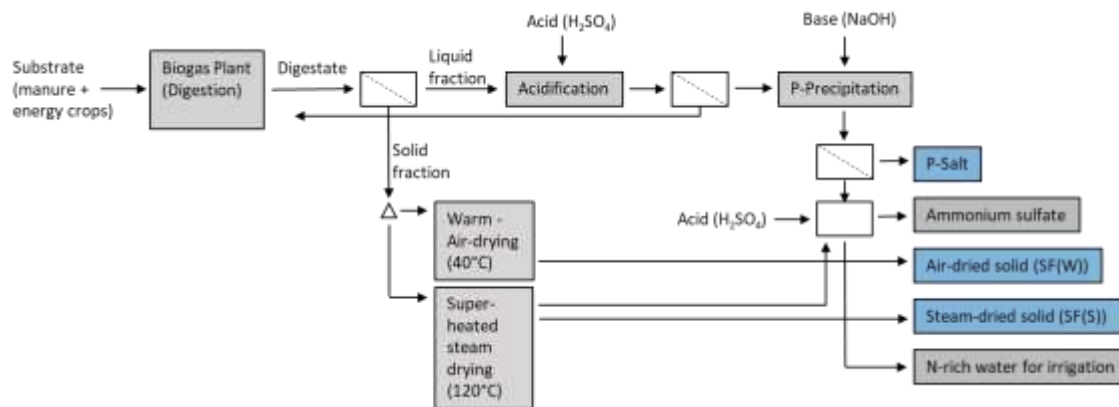 Acid (H₂SO₄)
Base (NaOH)
Substrate
(manure +
energy crops)
Biogas Plant
(Digestion)
Digestate
Liquid
fraction
Acidification
P-Precipitation
Solid
fraction
P-Salt
Warm -
Air-drying
(40°C)
Acid (H₂SO₄)
Ammonium sulfate
Air-dried solid (SF(W))
Super-
heated
steam
drying
(120°C)
Steam-dried solid (SF(S))
N-rich water for irrigation